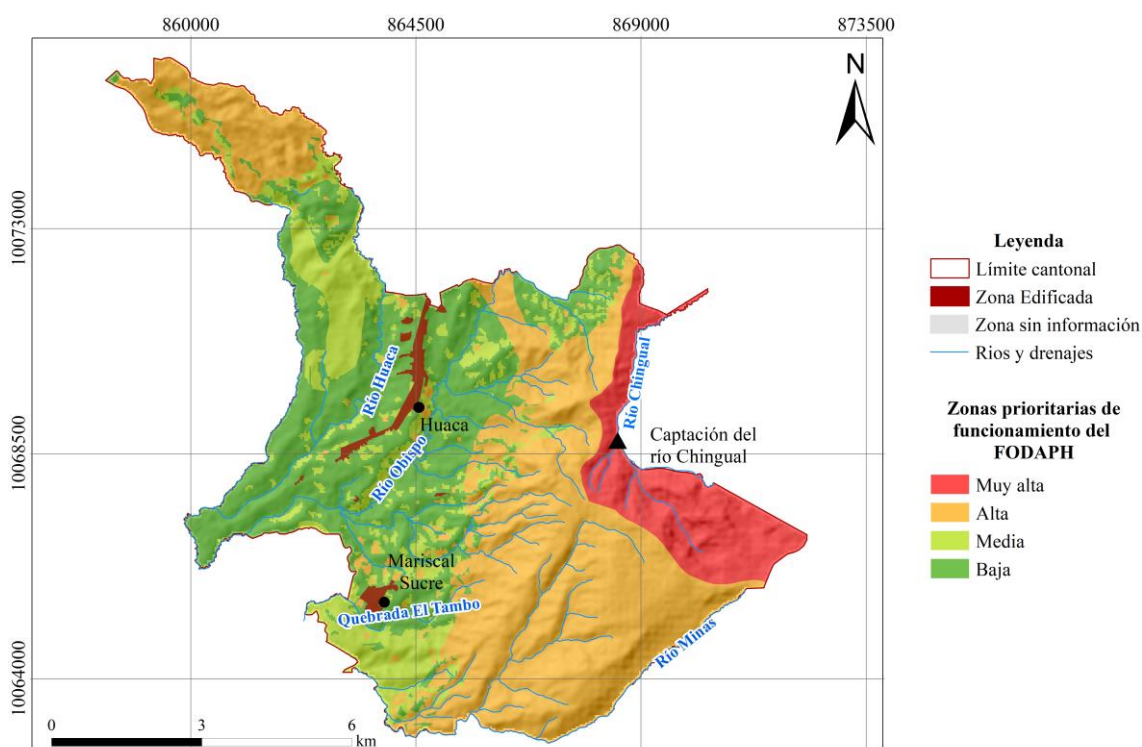 860000 864500 869000 873500
N
10073000
10068500
10064000
Río Huaca
Huaca
Río Obispo
Río Chingual
Captación del
río Chingual
Mariscal
Sucre
Quebrada El Tambo
Río Minas
0 3 6
km
Leyenda
Límite cantonal
Zona Edificada
Zona sin información
Rios y drenajes
Zonas prioritarias de
funcionamiento del
FODAPH
Muy alta
Alta
Media
Baja